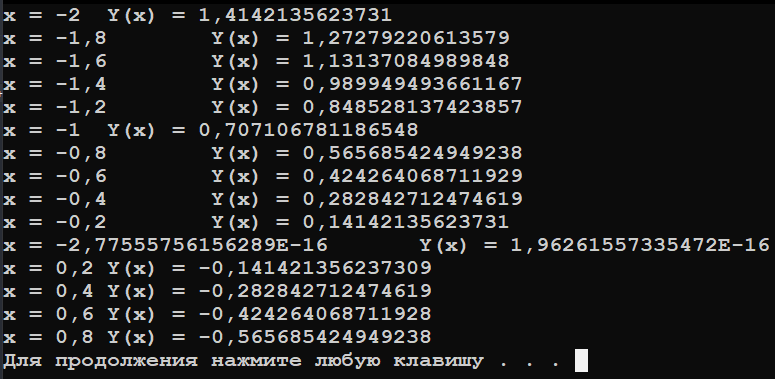 x = -2  Y(x) = 1,4142135623731
x = -1,8         Y(x) = 1,27279220613579
x = -1,6         Y(x) = 1,13137084989848
x = -1,4         Y(x) = 0,989949493661167
x = -1,2         Y(x) = 0,848528137423857
x = -1  Y(x) = 0,707106781186548
x = -0,8         Y(x) = 0,565685424949238
x = -0,6         Y(x) = 0,424264068711929
x = -0,4         Y(x) = 0,282842712474619
x = -0,2         Y(x) = 0,14142135623731
x = -2,77555756156289E-16       Y(x) = 1,96261557335472E-16
x = 0,2 Y(x) = -0,141421356237309
x = 0,4 Y(x) = -0,282842712474619
x = 0,6 Y(x) = -0,424264068711928
x = 0,8 Y(x) = -0,565685424949238
Для продолжения нажмите любую клавишу . . .